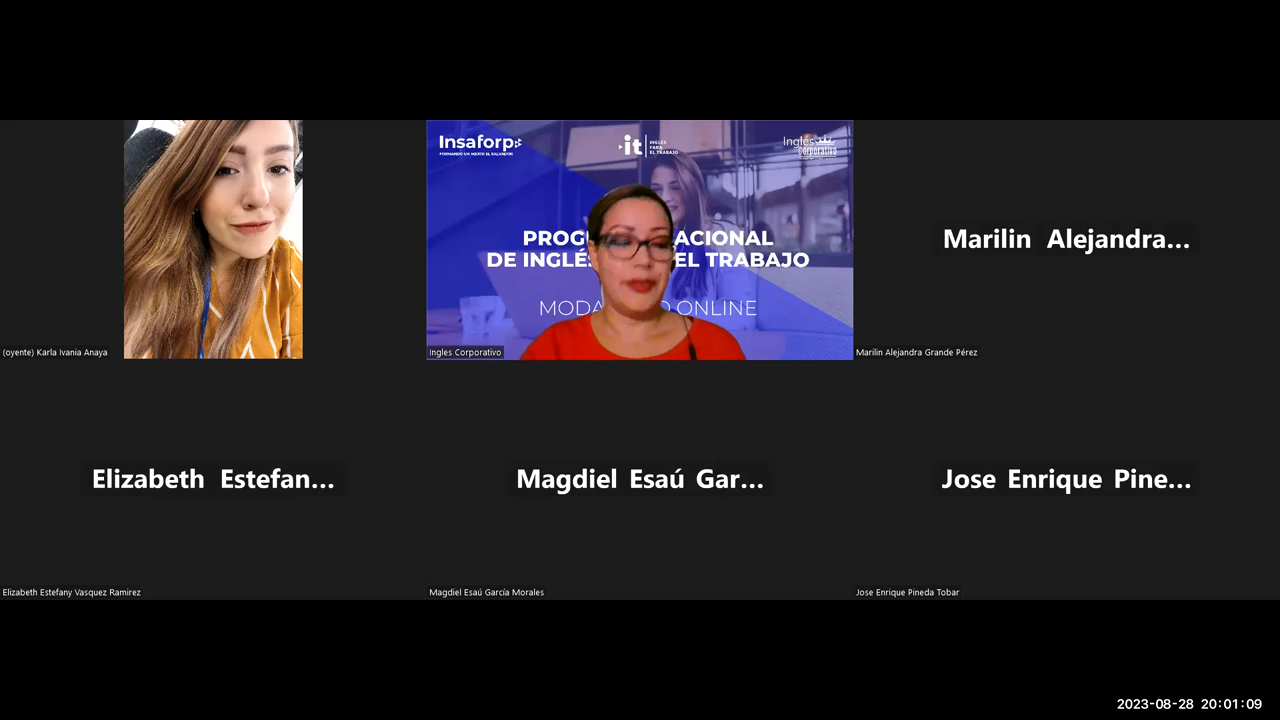 Insaforp
FORMANDO UN MEJOR EL SALVADOR
it INGLÉS
PARA
EL TRABAJO
Inglés
corporativo
PROG ACIONAL
DE INGLÉS EL TRABAJO
MODA O ONLINE
Marilin Alejandra...
(oyente) Karla Ivania Anaya
Ingles Corporativo
Marilin Alejandra Grande Pérez
Elizabeth Estefan...
Magdiel Esaú Gar...
Jose Enrique Pine...
Elizabeth Estefany Vasquez Ramirez
Magdiel Esaú García Morales
Jose Enrique Pineda Tobar
2023-08-28 20:01:09